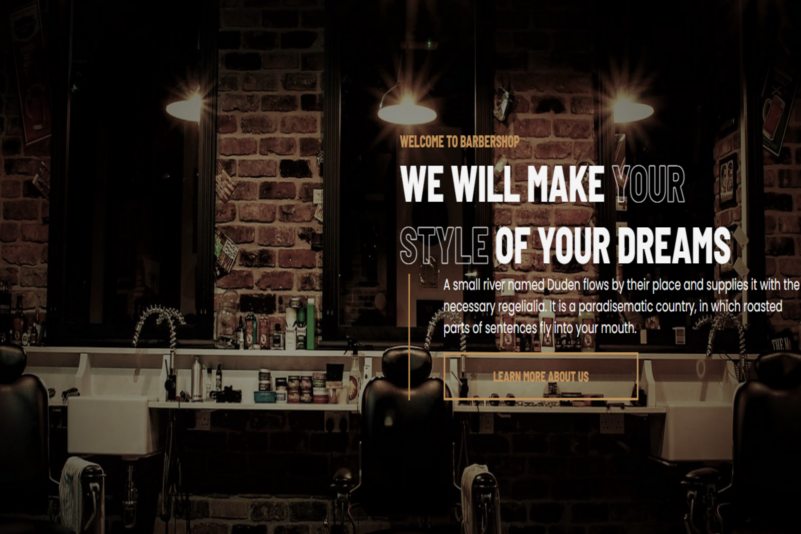 WELCOME TO BARBERSHOP
WE WILL MAKE YOUR
STYLE OF YOUR DREAMS
A small river named Duden flows by their place and supplies it with the
necessary regelialia. It is a paradisematic country, in which roasted
parts of sentences fly into your mouth.
LEARN MORE ABOUT US